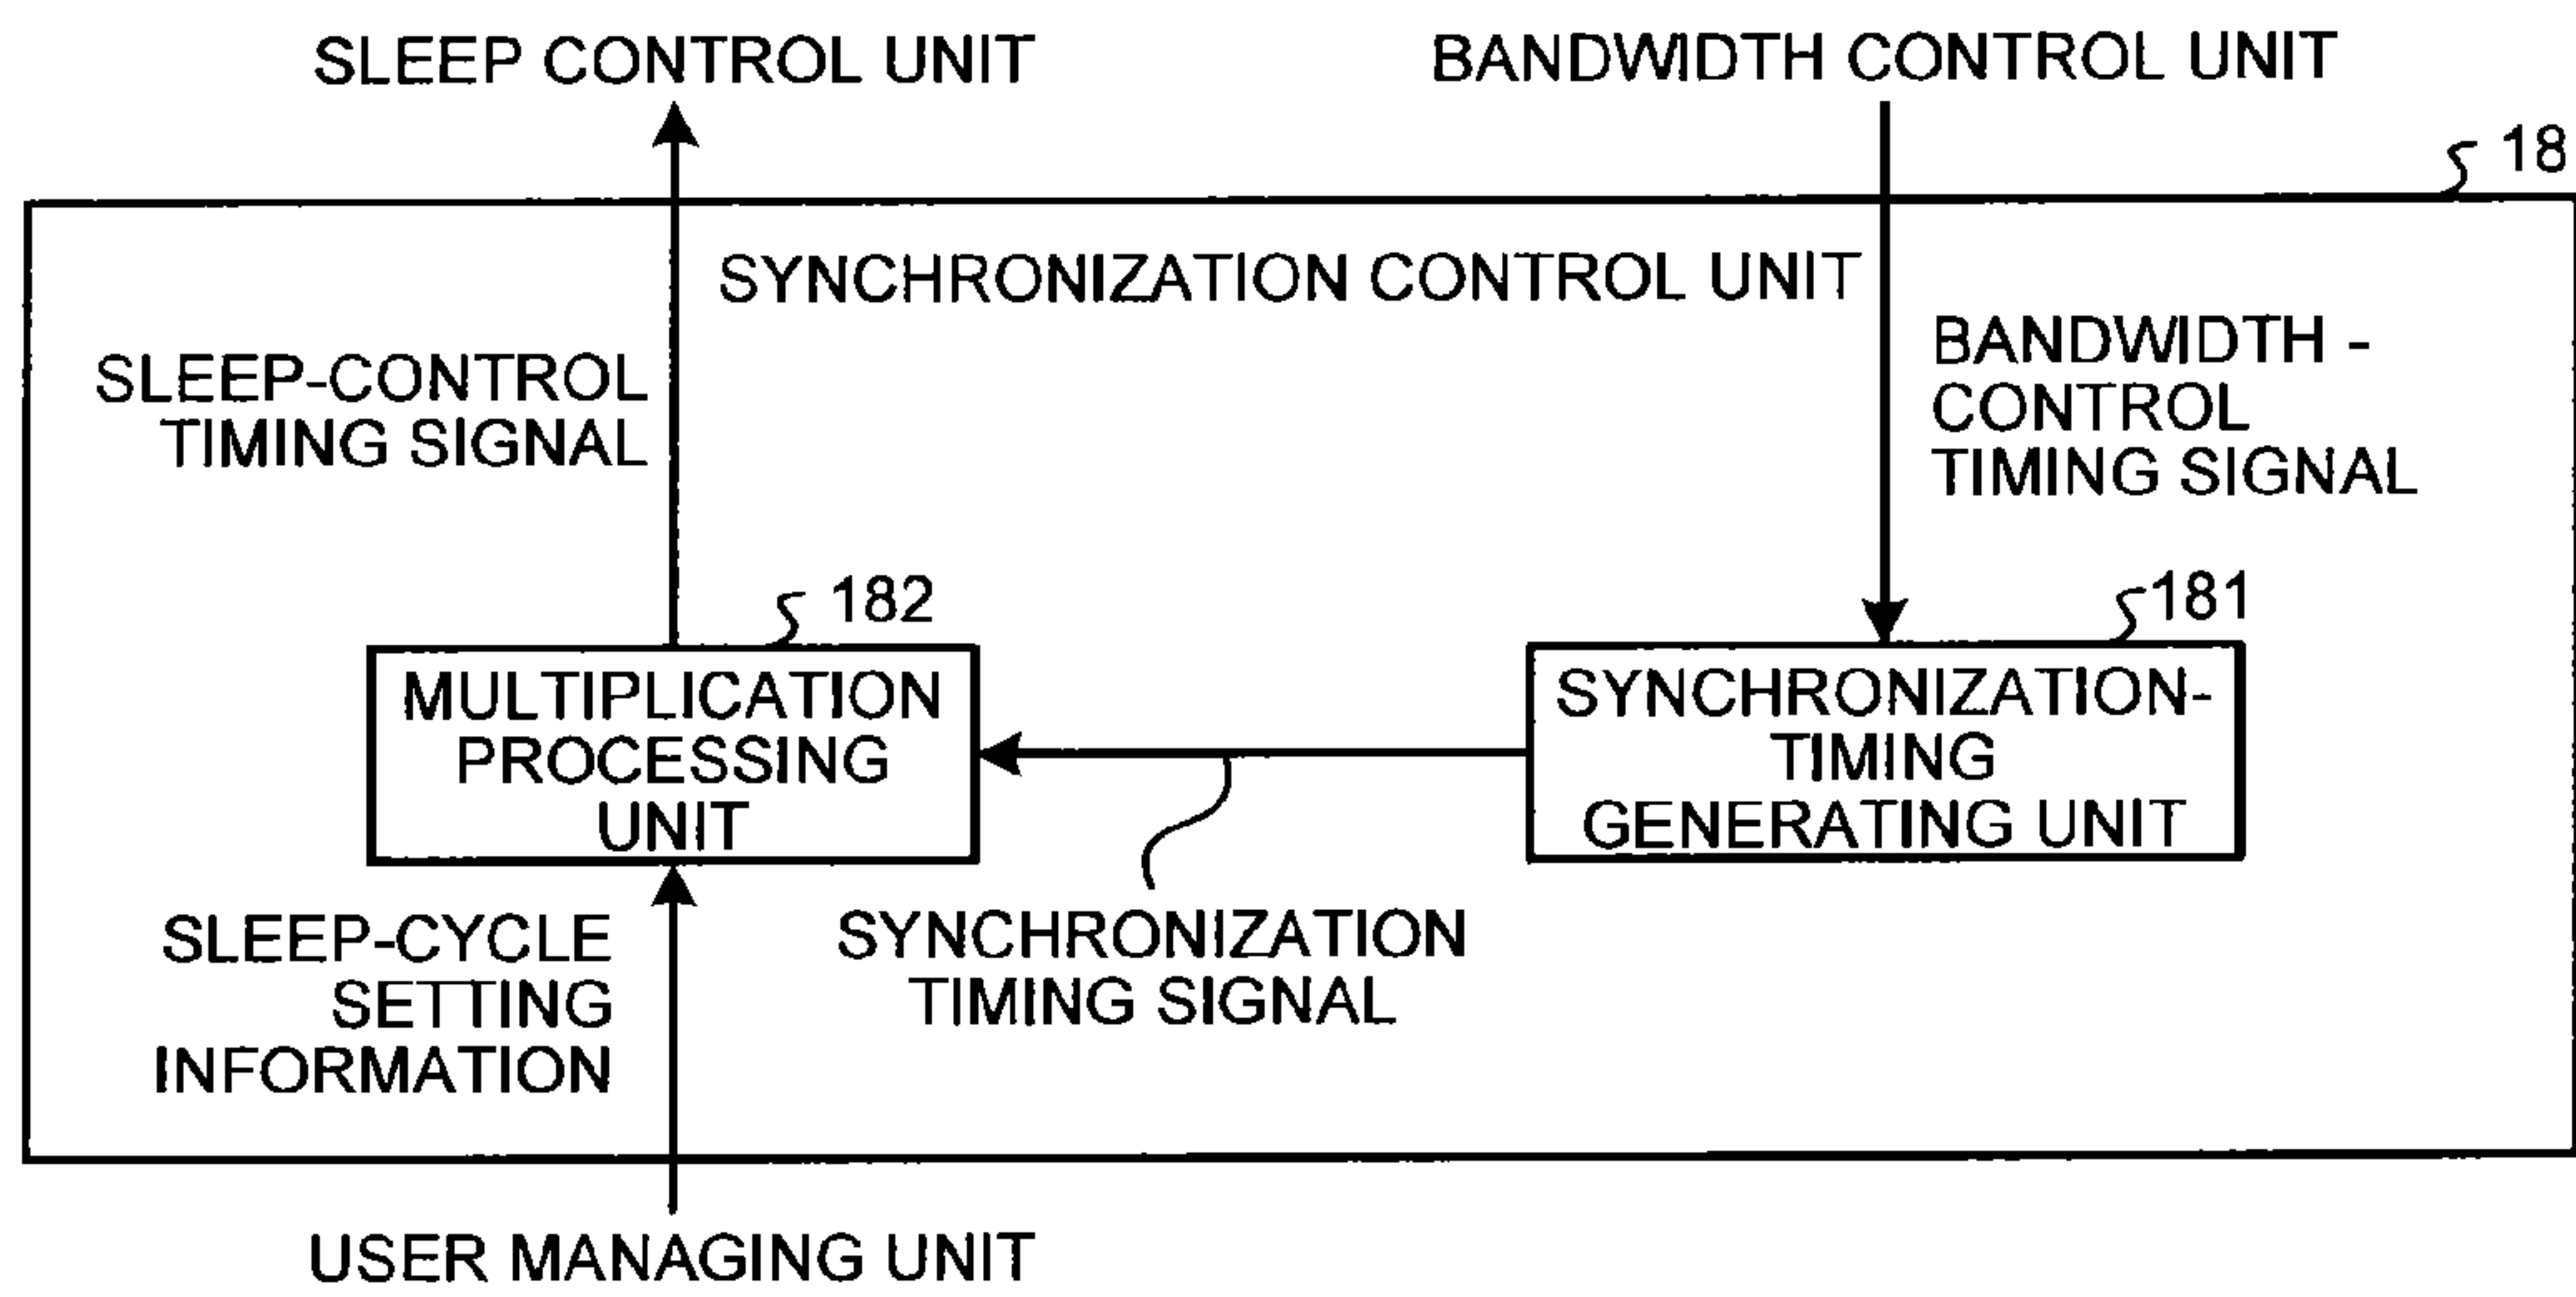 SLEEP CONTROL UNIT
BANDWIDTH CONTROL UNIT
18
SYNCHRONIZATION CONTROL UNIT
SLEEP-CONTROL
TIMING SIGNAL
BANDWIDTH -
CONTROL
TIMING SIGNAL
182
181
MULTIPLICATION
PROCESSING
UNIT
SYNCHRONIZATION-
TIMING
GENERATING UNIT
SLEEP-CYCLE
SETTING
INFORMATION
SYNCHRONIZATION
TIMING SIGNAL
USER MANAGING UNIT